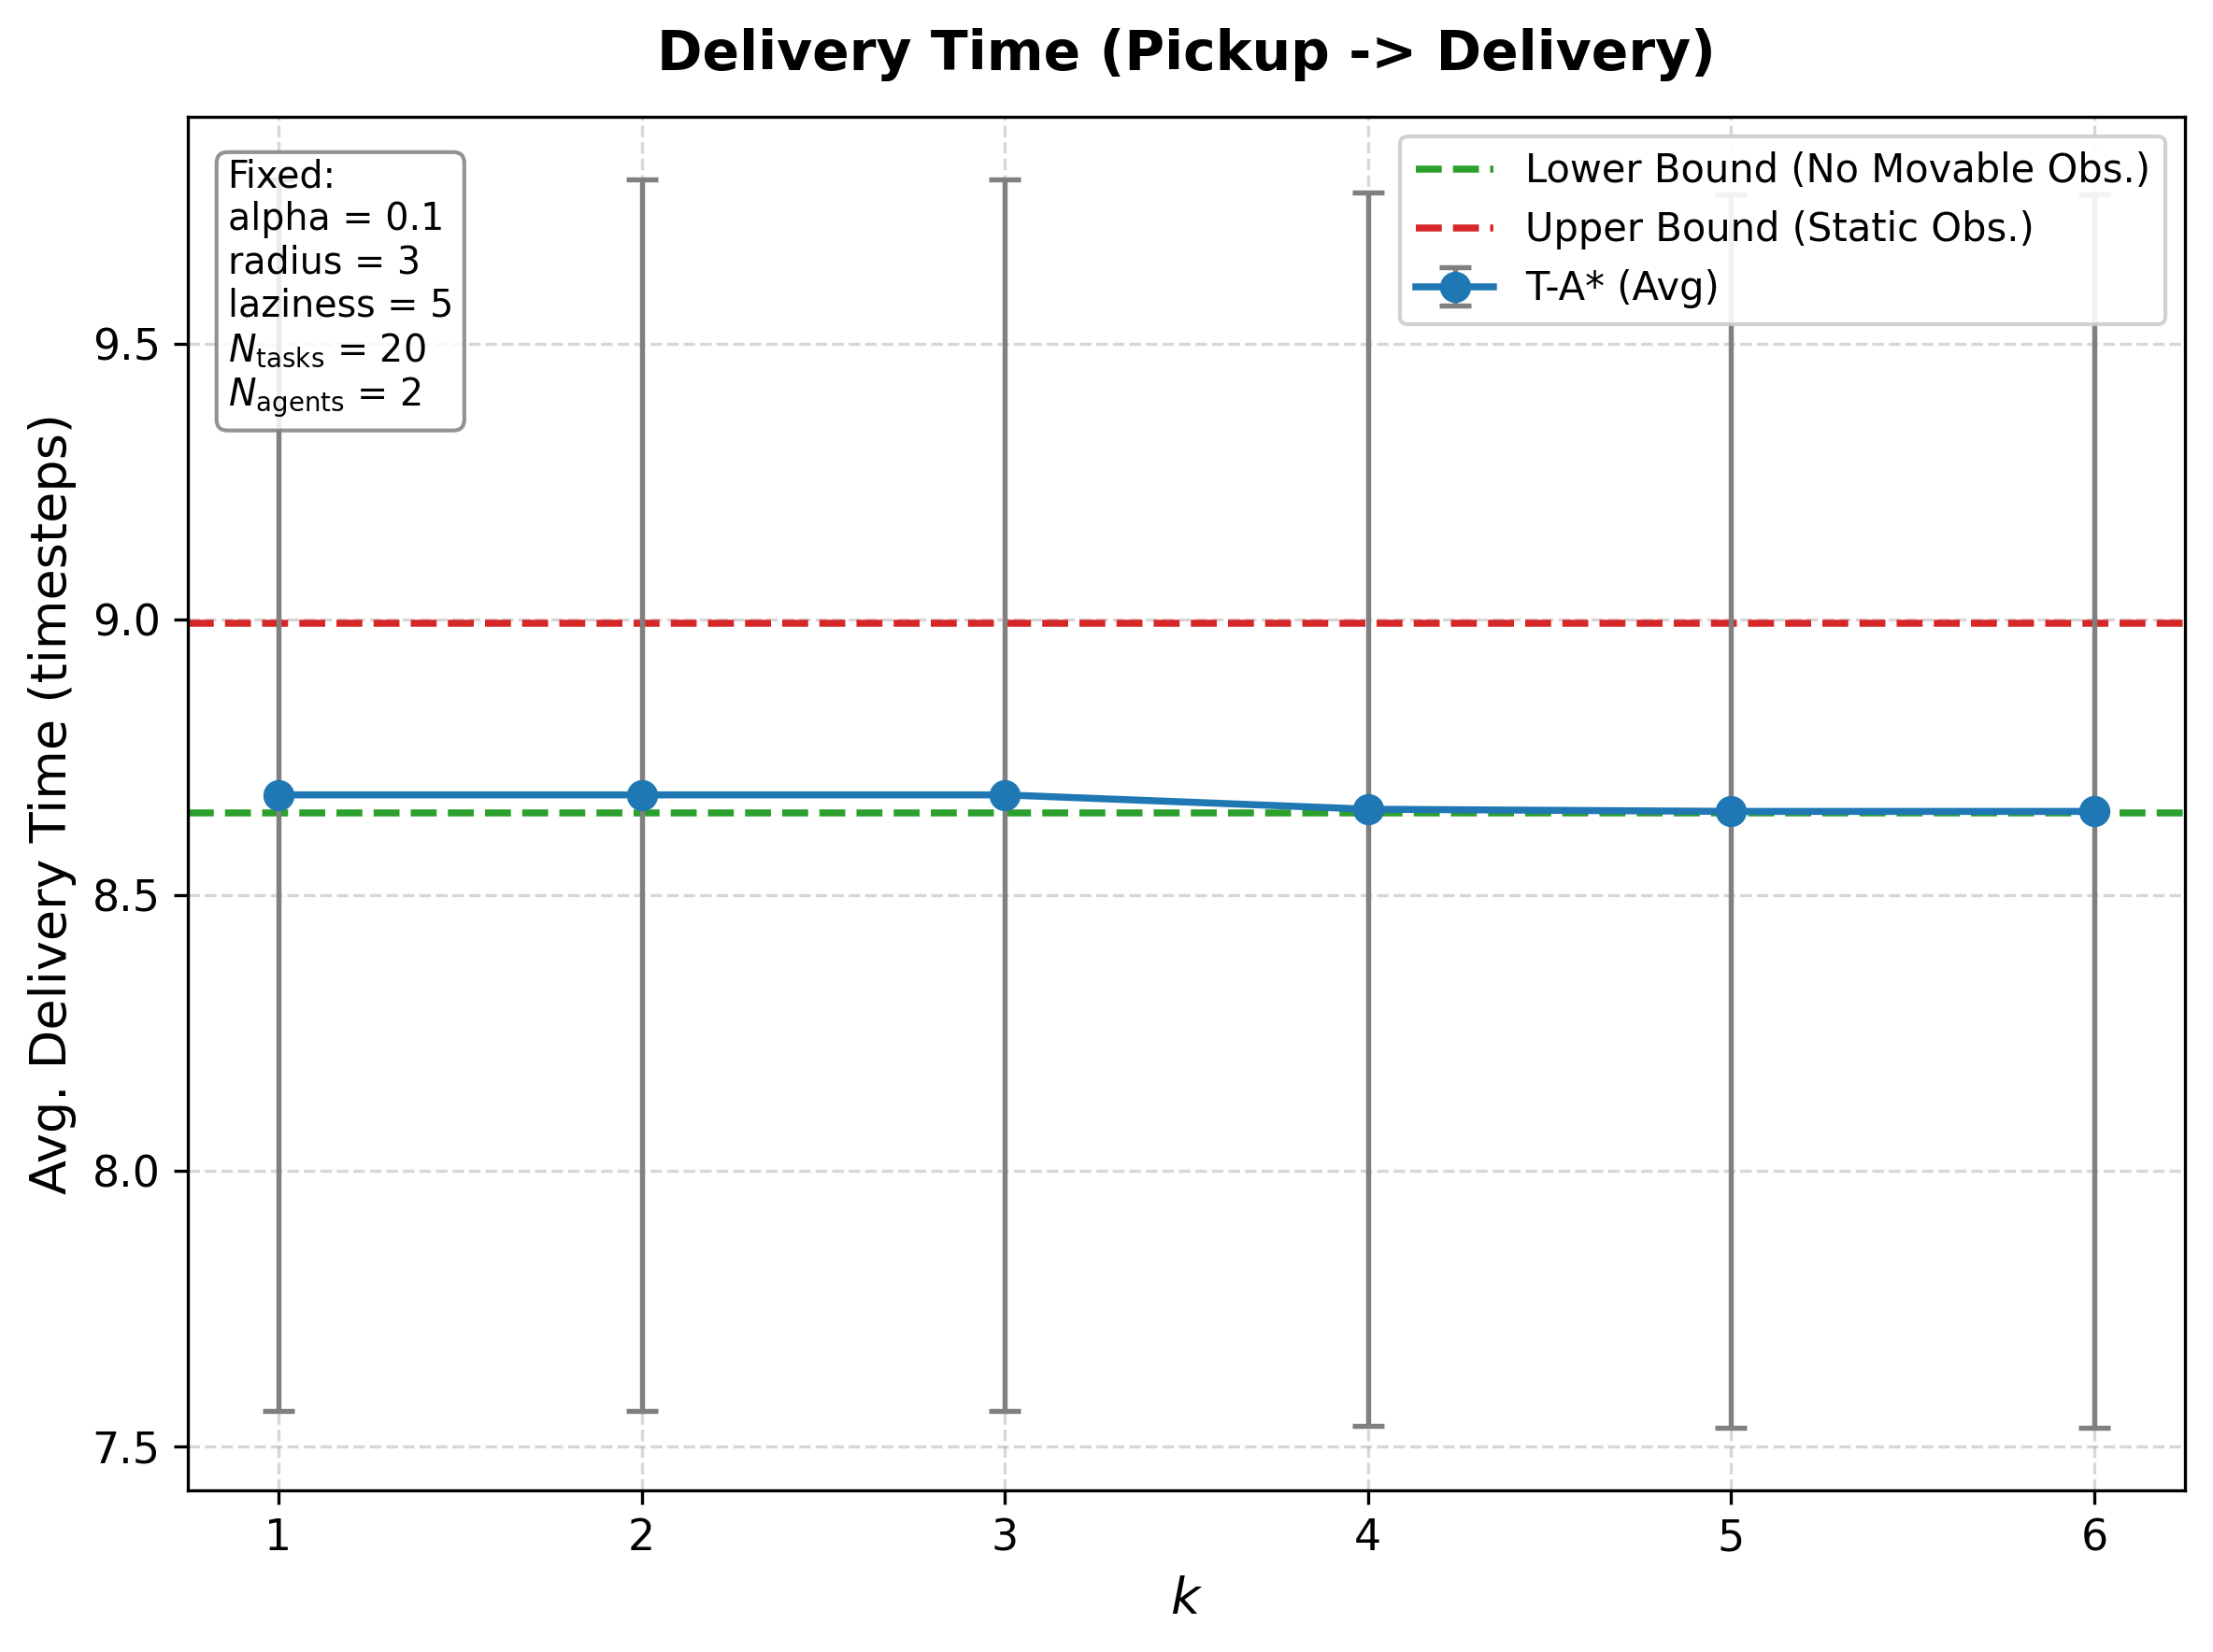 Delivery Time (Pickup -> Delivery)
Fixed:
alpha = 0.1
radius = 3
laziness = 5
N_tasks = 20
N_agents = 2
Lower Bound (No Movable Obs.)
Upper Bound (Static Obs.)
T-A* (Avg)
Avg. Delivery Time (timesteps)
9.5
9.0
8.5
8.0
7.5
1 2 3 4 5 6
k